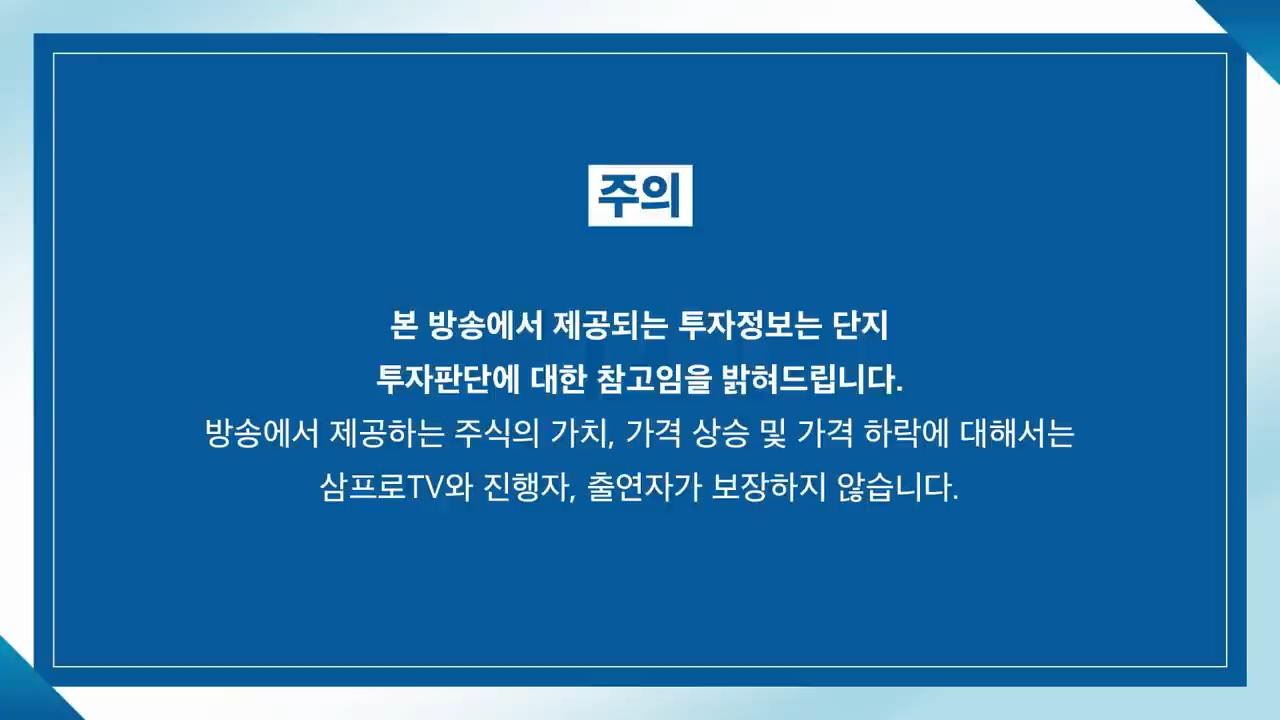 주의
본 방송에서 제공되는 투자정보는 단지
투자판단에 대한 참고임을 밝혀드립니다.
방송에서 제공하는 주식의 가치, 가격 상승 및 가격 하락에 대해서는
삼프로TV와 진행자, 출연자가 보장하지 않습니다.